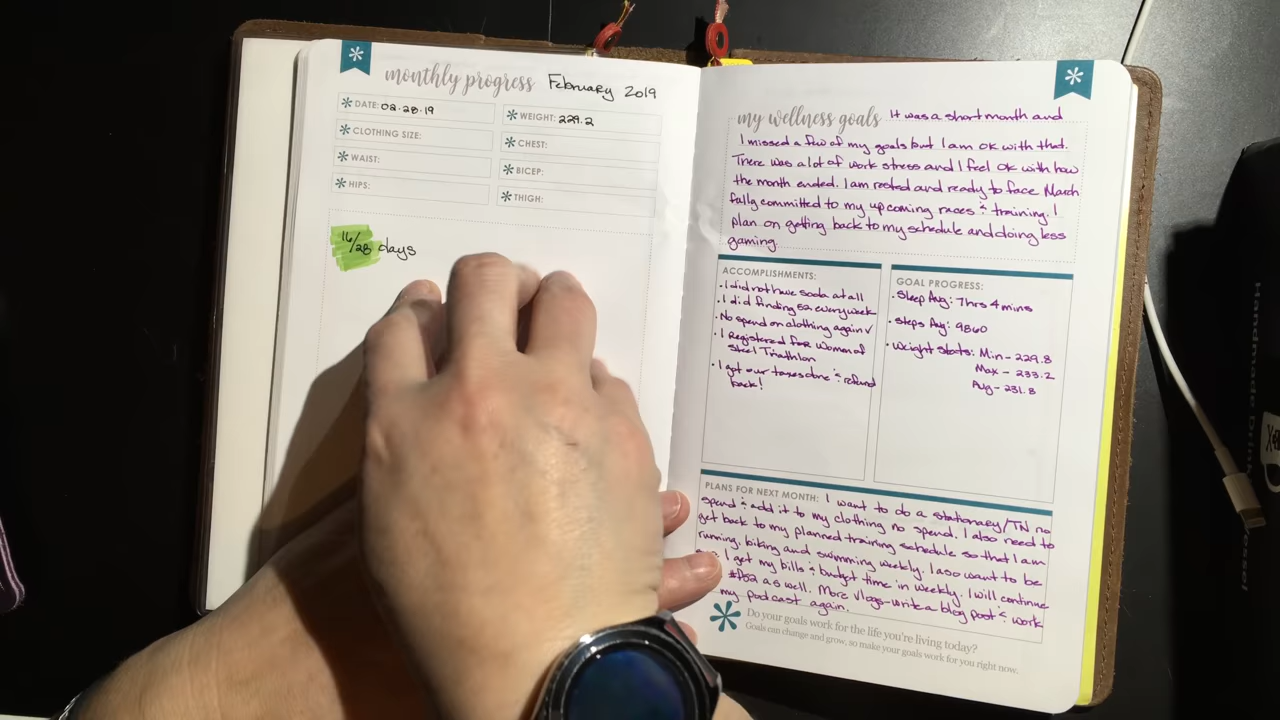 monthly progress February 2019
DATE: 02.28.19
WEIGHT: 229.2
CLOTHING SIZE:
CHEST:
WAIST:
BICEP:
HIPS:
THIGH:
16/28 days
my wellness goals It was a short month and
I missed a few of my goals but I am ok with that.
There was a lot of work stress and I feel ok with how
the month ended. I am rested and ready to face March
fully committed to my upcoming races & training. I
plan on getting back to my schedule and doing less
gaming.
ACCOMPLISHMENTS:
• I did not have soda at all
• I did finding 52 every week
• No spend on clothing again √
• I Registered for Women of
Steel Triathlon
• I got our taxes done & refund
back!
GOAL PROGRESS:
• Sleep Avg: 7hrs 4 mins
• Steps Avg: 9860
• Weight Stats: Min - 229.8
Max - 233.2
Avg - 231.8
PLANS FOR NEXT MONTH: I want to do a stationary/TN no
spend & add it to my clothing no spend. I also need to
get back to my planned training schedule so that I am
running, biking and swimming weekly. I aso want to be
I get my bills & budget time in weekly. I will continue
as well. More vlogs-write a blog post & work
my podcast again.
Do your goals work for the life you're living today?
Goals can change and grow, so make your goals work for you right now.
Handmade